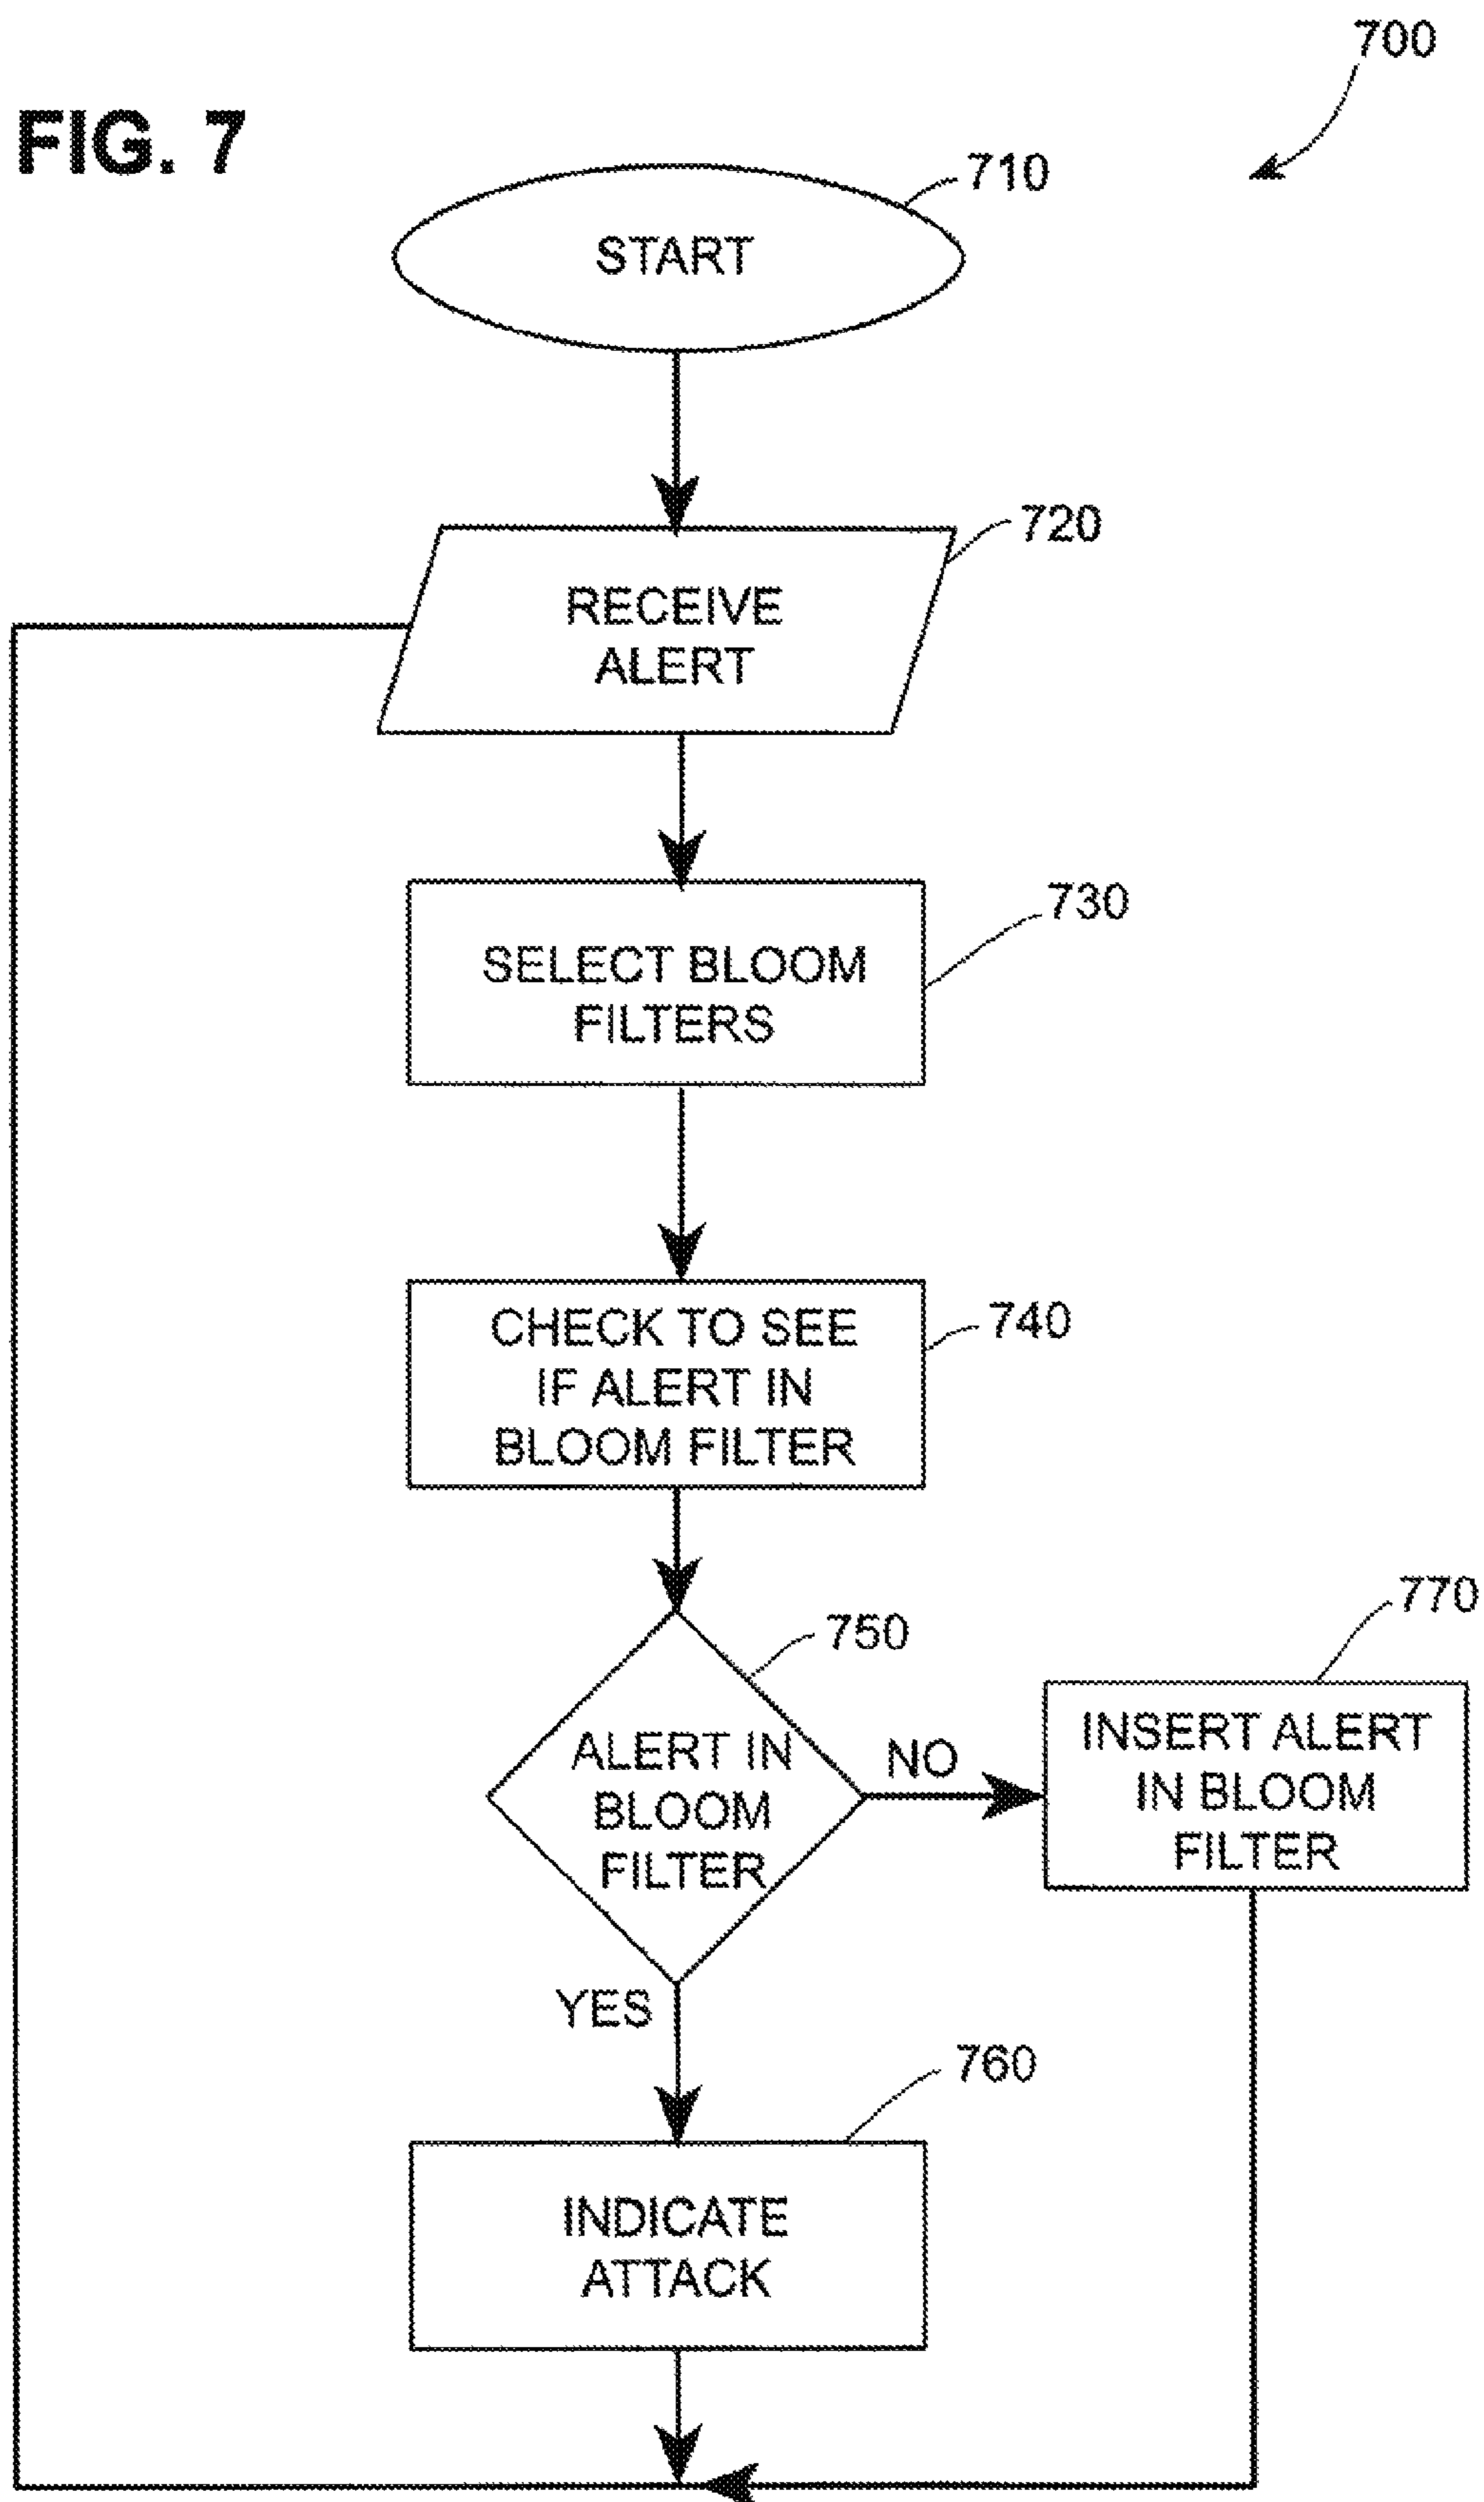 700
FIG. 7
710
START
720
RECEIVE
ALERT
730
SELECT BLOOM
FILTERS
740
CHECK TO SEE
IF ALERT IN
BLOOM FILTER
750
ALERT IN
BLOOM
FILTER
NO
770
INSERT ALERT
IN BLOOM
FILTER
YES
760
INDICATE
ATTACK